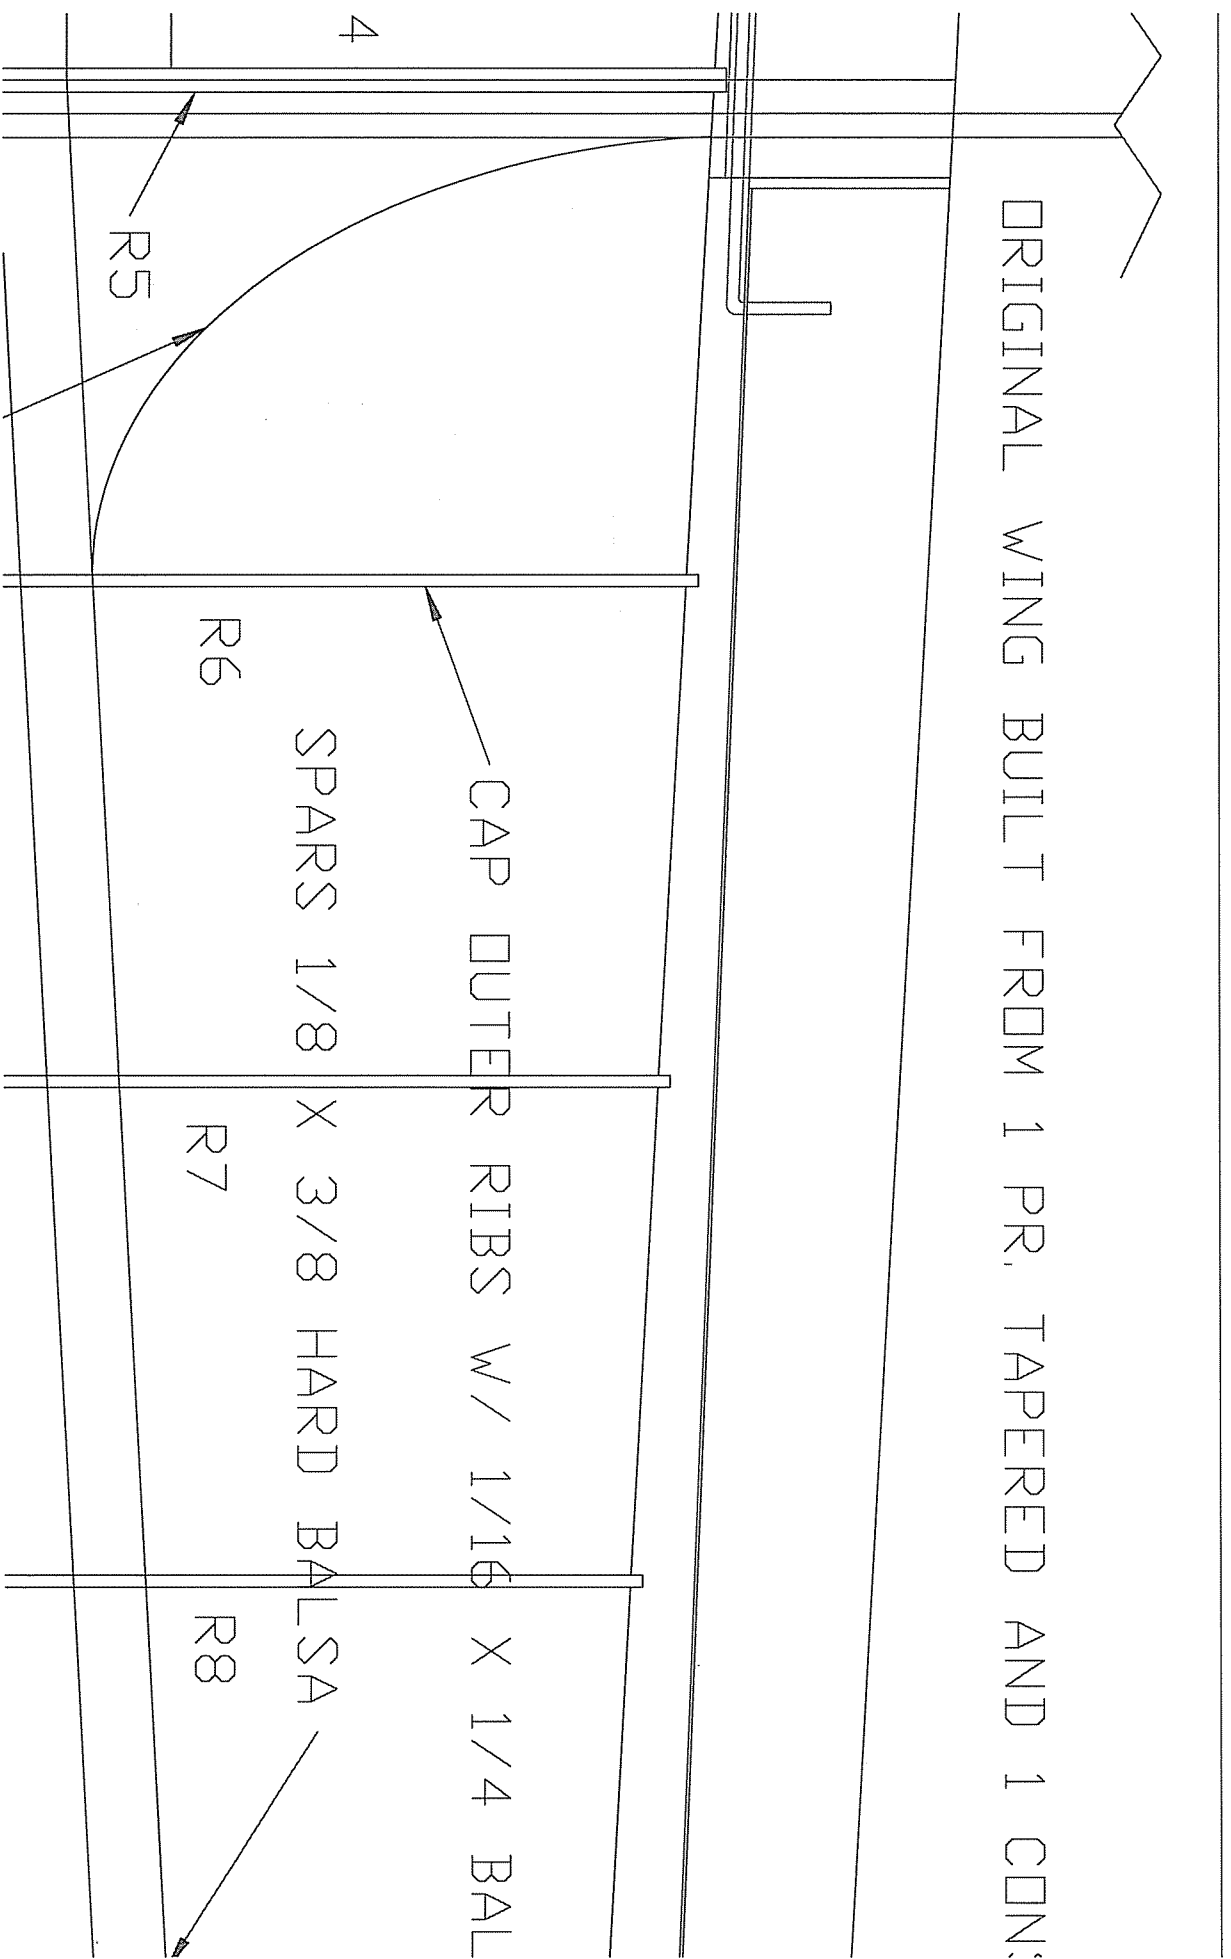 ORIGINAL WING BUILT FROM 1 PR. TAPERED AND 1 CONS
CAP OUTER RIBS W/ 1/16 X 1/4 BAL
4
SPARS 1/8 X 3/8 HARD BALSA
R6
R8
R7
R5